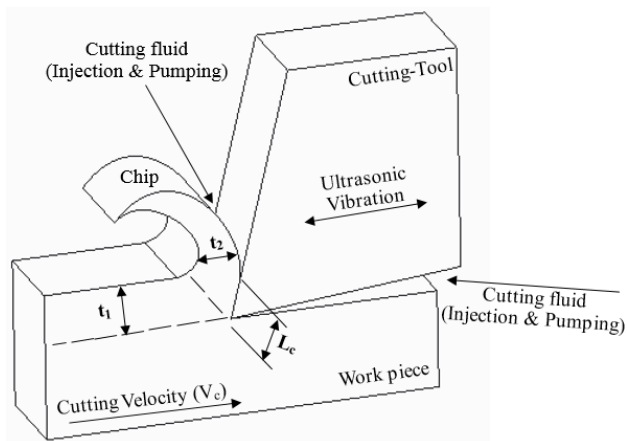 Cutting fluid
(Injection & Pumping)
Cutting-Tool
Chip
Ultrasonic
Vibration
t₂
t₁
Cutting fluid
(Injection & Pumping)
Lc
Work piece
Cutting Velocity (Vc)